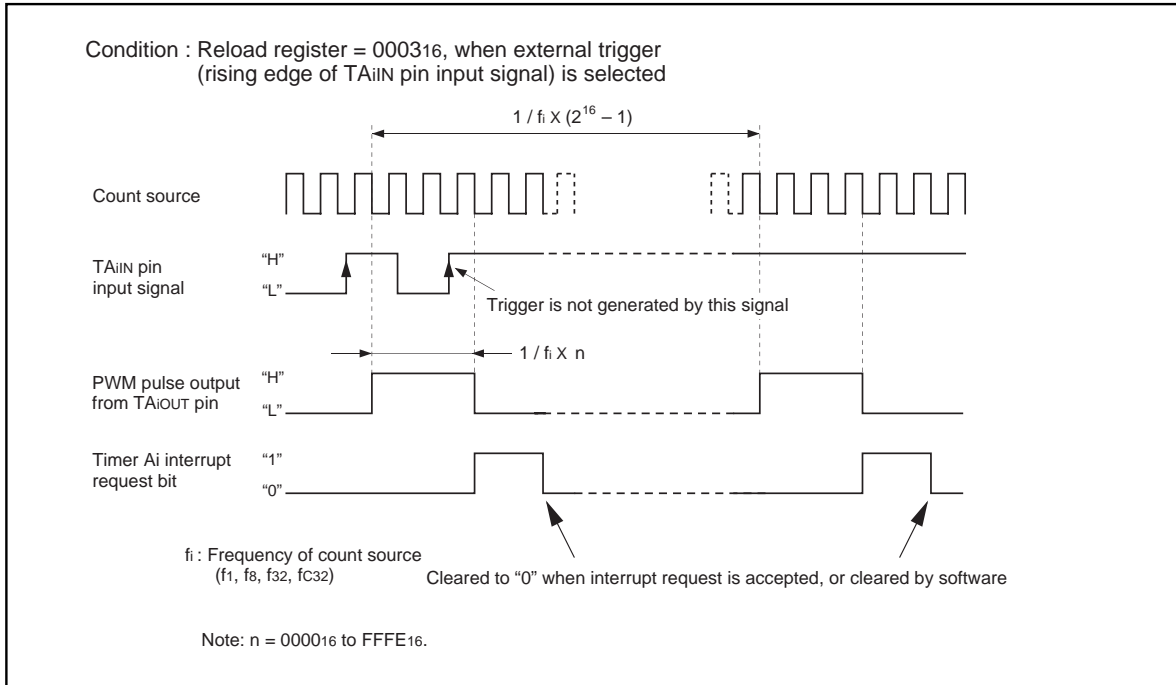 Condition : Reload register = 000316, when external trigger
(rising edge of TAiIN pin input signal) is selected
1 / fi X (2^16 – 1)
Count source
TAiIN pin
input signal
“H”
“L”
Trigger is not generated by this signal
1 / fi X n
PWM pulse output
from TAiOUT pin
“H”
“L”
Timer Ai interrupt
request bit
“1”
“0”
fi : Frequency of count source
(f1, f8, f32, fC32)
Cleared to “0” when interrupt request is accepted, or cleared by software
Note: n = 000016 to FFFE16.